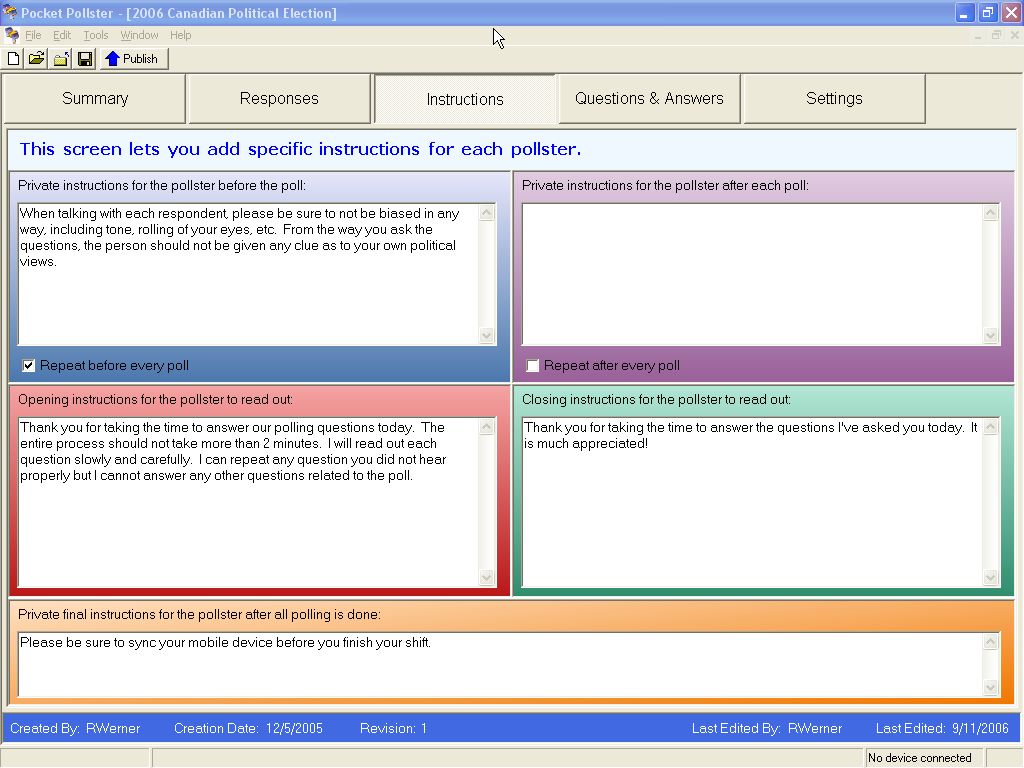 Pocket Pollster - [2006 Canadian Political Election]
File Edit Tools Window Help
Publish
Summary Responses Instructions Questions & Answers Settings
This screen lets you add specific instructions for each pollster.
Private instructions for the pollster before the poll:
When talking with each respondent, please be sure to not be biased in any
way, including tone, rolling of your eyes, etc.  From the way you ask the
questions, the person should not be given any clue as to your own political
views.
Repeat before every poll
Private instructions for the pollster after each poll:
Repeat after every poll
Opening instructions for the pollster to read out:
Thank you for taking the time to answer our polling questions today.  The
entire process should not take more than 2 minutes.  I will read out each
question slowly and carefully.  I can repeat any question you did not hear
properly but I cannot answer any other questions related to the poll.
Closing instructions for the pollster to read out:
Thank you for taking the time to answer the questions I've asked you today.  It
is much appreciated!
Private final instructions for the pollster after all polling is done:
Please be sure to sync your mobile device before you finish your shift.
Created By: RWerner Creation Date: 12/5/2005 Revision: 1 Last Edited By: RWerner Last Edited: 9/11/2006
No device connected